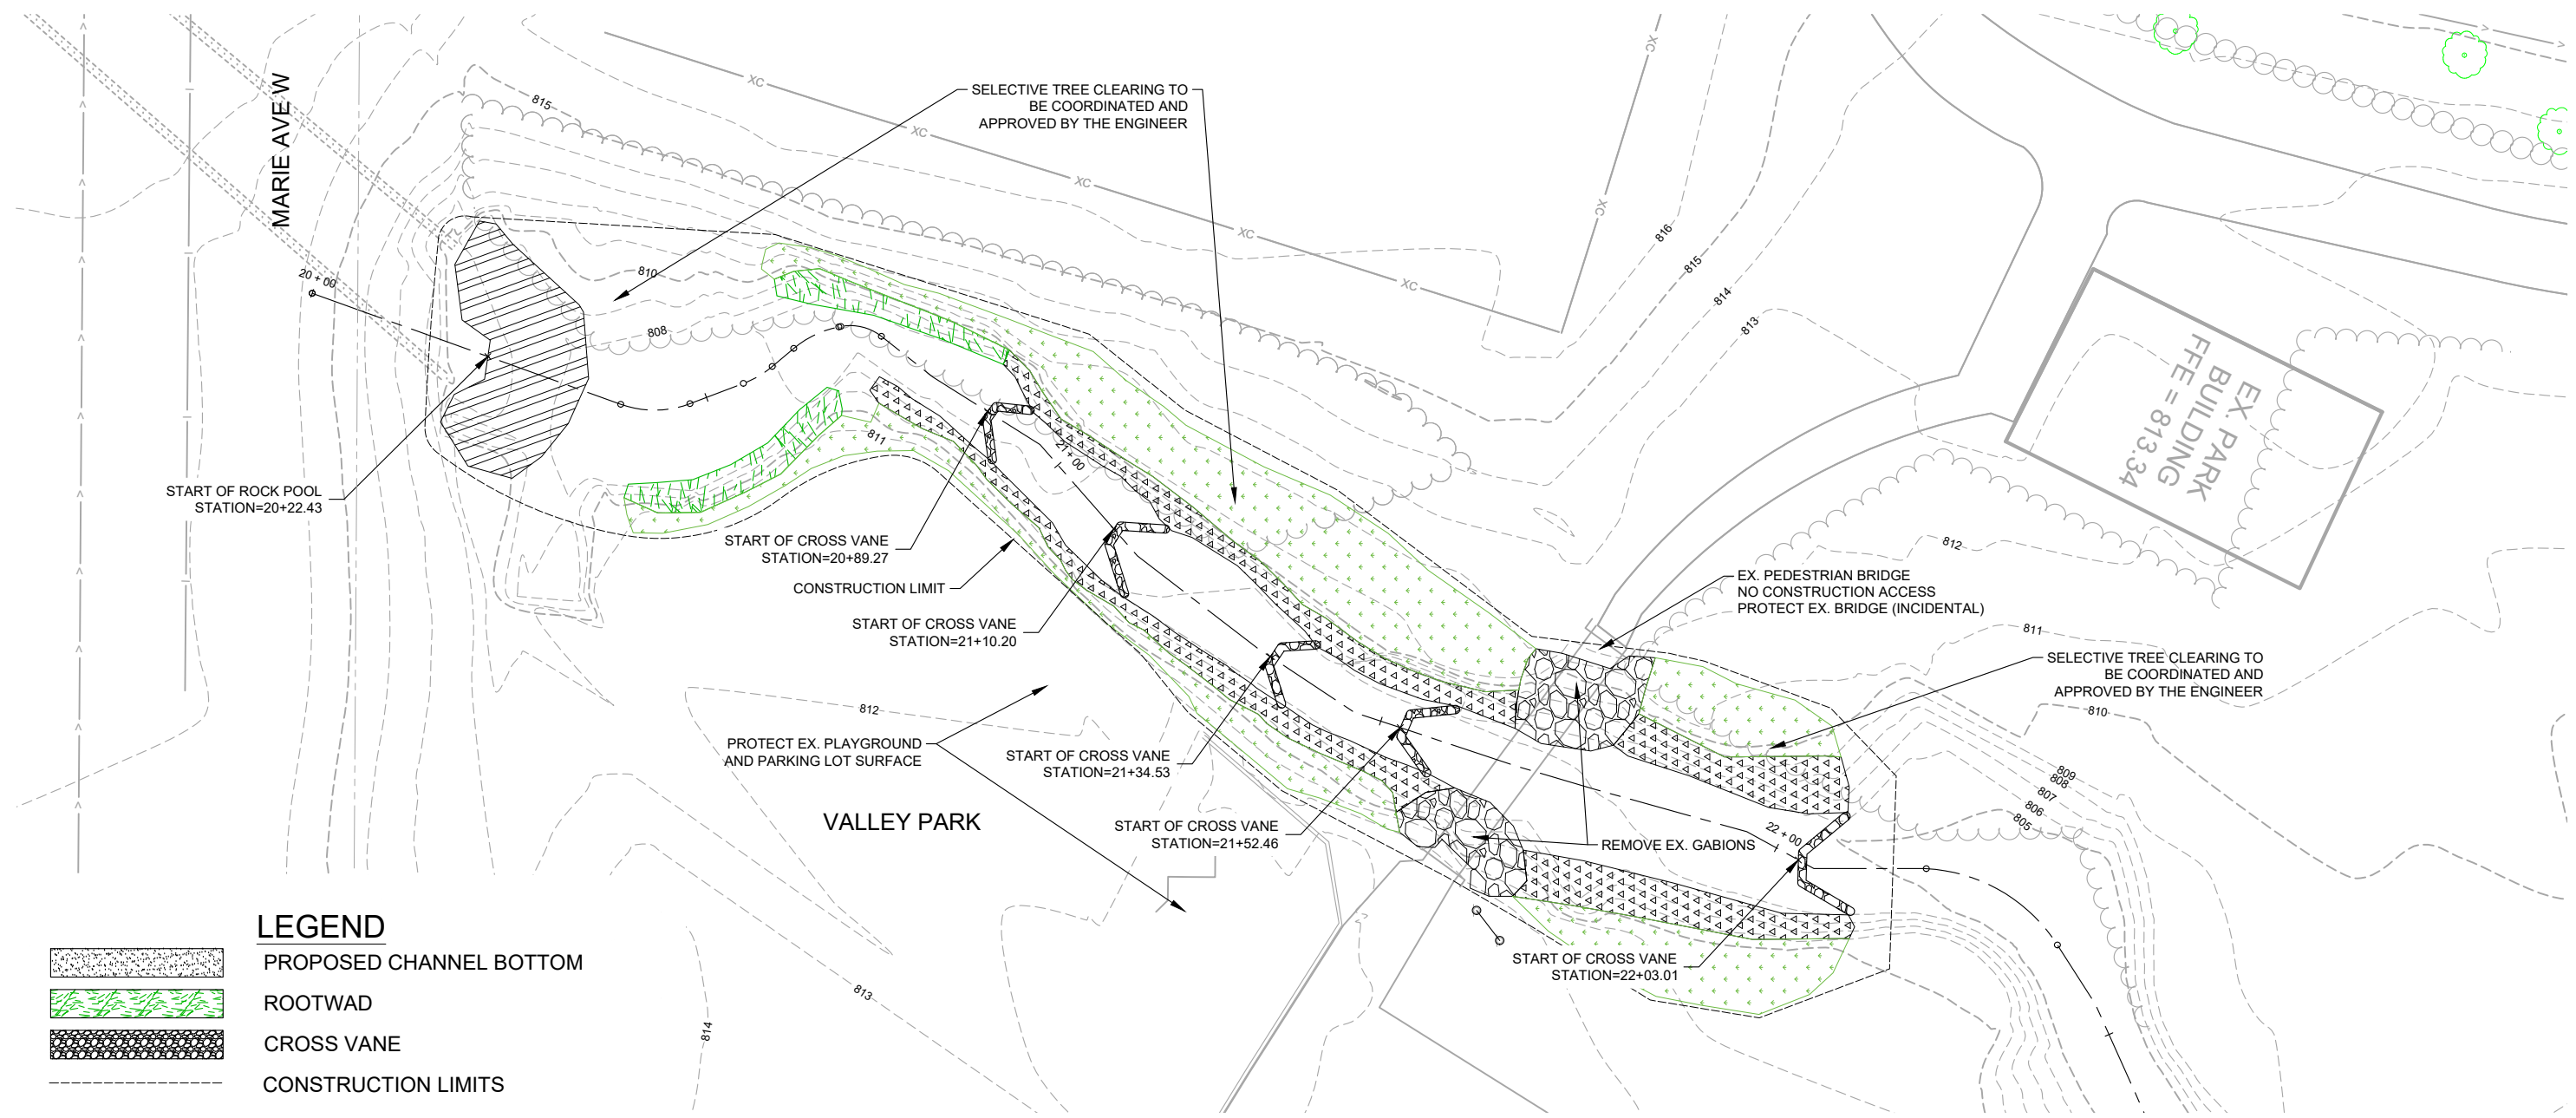 MARIE AVE W
815
XC
XC
XC
XC
XC
XC
XC
SELECTIVE TREE CLEARING TO
BE COORDINATED AND
APPROVED BY THE ENGINEER
816
815
814
813
20 + 00
810
808
811
EX. PARK
BUILDING
FFE = 813.34
START OF ROCK POOL
STATION=20+22.43
21 + 00
START OF CROSS VANE
STATION=20+89.27
CONSTRUCTION LIMIT
START OF CROSS VANE
STATION=21+10.20
812
EX. PEDESTRIAN BRIDGE
NO CONSTRUCTION ACCESS
PROTECT EX. BRIDGE (INCIDENTAL)
811
SELECTIVE TREE CLEARING TO
BE COORDINATED AND
APPROVED BY THE ENGINEER
810
812
PROTECT EX. PLAYGROUND
AND PARKING LOT SURFACE
START OF CROSS VANE
STATION=21+34.53
809
808
807
806
805
VALLEY PARK
START OF CROSS VANE
STATION=21+52.46
REMOVE EX. GABIONS
22 + 00
START OF CROSS VANE
STATION=22+03.01
813
814
LEGEND
PROPOSED CHANNEL BOTTOM
ROOTWAD
CROSS VANE
CONSTRUCTION LIMITS